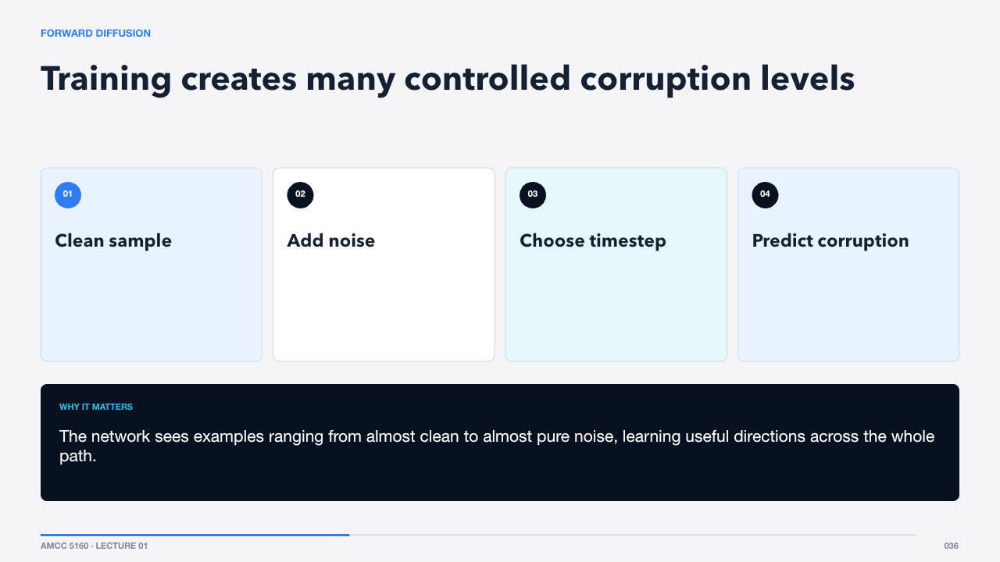 FORWARD DIFFUSION
Training creates many controlled corruption levels
01
Clean sample
02
Add noise
03
Choose timestep
04
Predict corruption
WHY IT MATTERS
The network sees examples ranging from almost clean to almost pure noise, learning useful directions across the whole
path.
AMCC 5160 · LECTURE 01
036